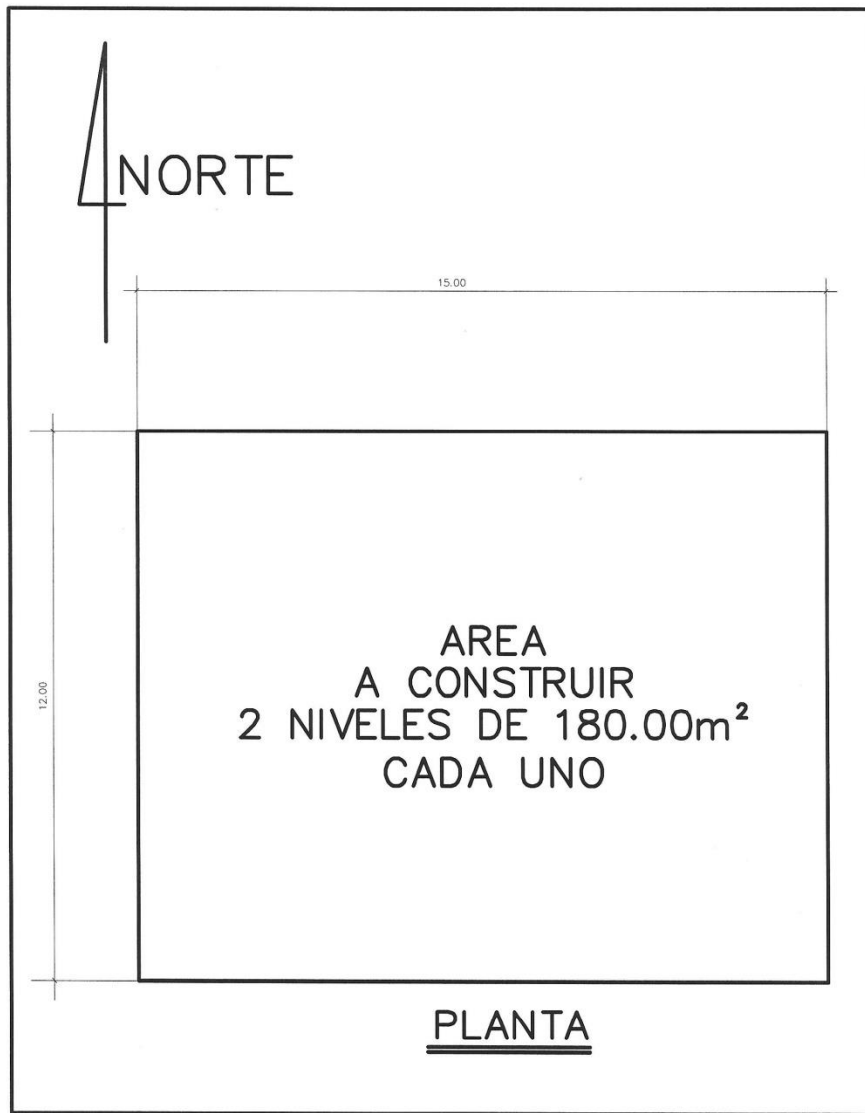 NORTE
15.00
12.00
AREA
A CONSTRUIR
2 NIVELES DE 180.00m²
CADA UNO
PLANTA